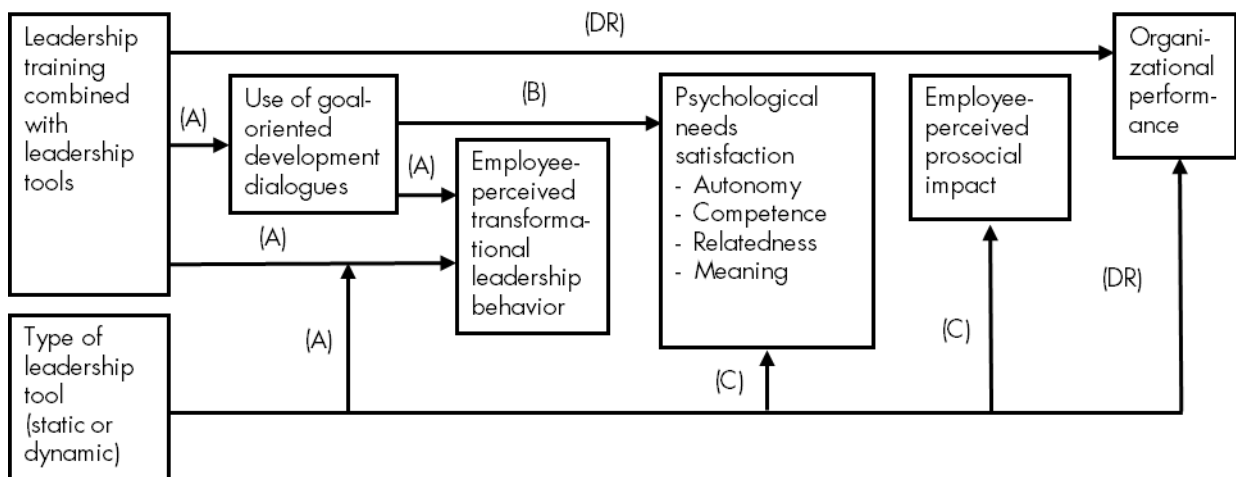 Leadership
training
combined
with
leadership
tools
(DR)
Organi-
zational
perform-
ance
(A)
Use of goal-
oriented
development
dialogues
(B)
(A)
Employee-
perceived
transforma-
tional
leadership
behavior
Psychological
needs
satisfaction
- Autonomy
- Competence
- Relatedness
- Meaning
Employee-
perceived
prosocial
impact
(A)
(DR)
Type of
leadership
tool
(static or
dynamic)
(A)
(C)
(C)